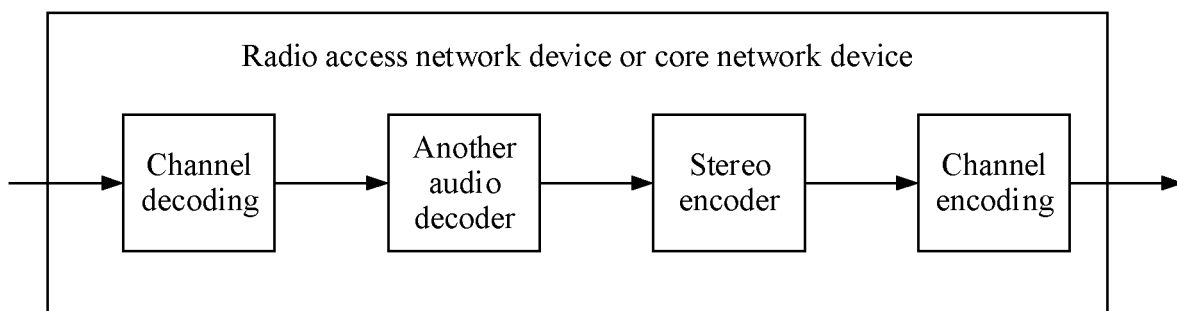 Radio access network device or core network device
Channel
decoding
Another
audio
decoder
Stereo
encoder
Channel
encoding